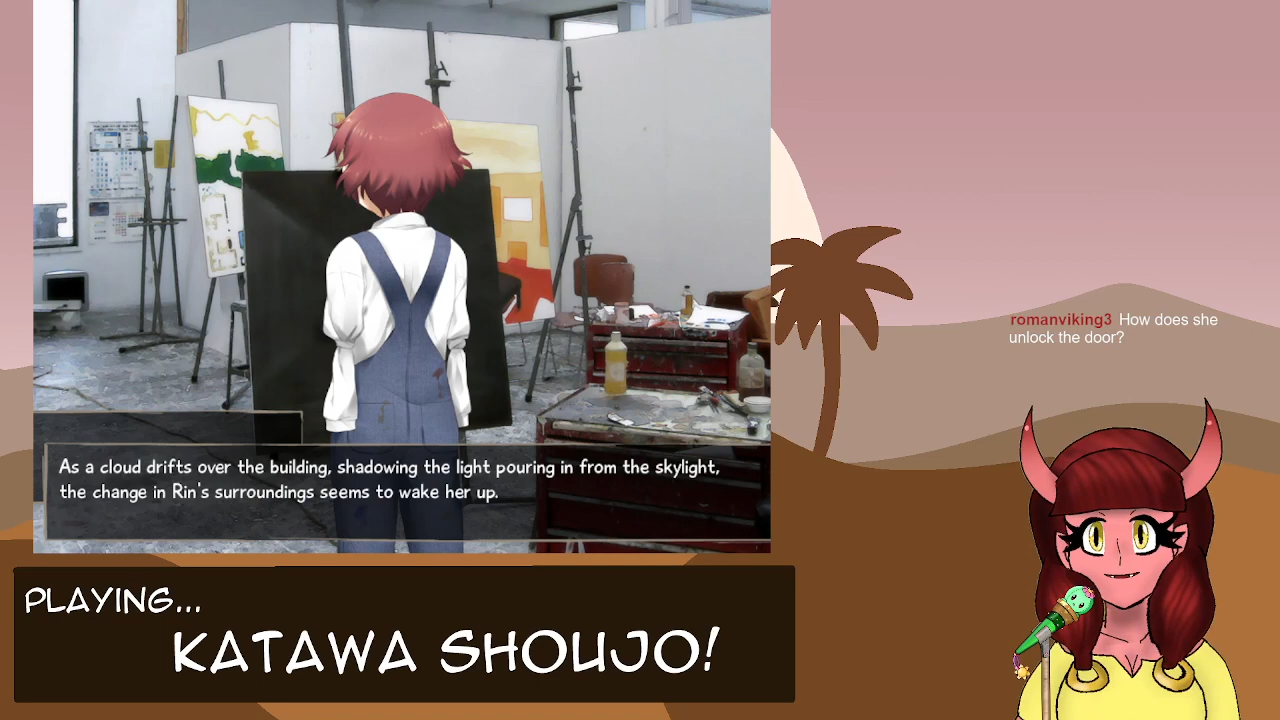 As a cloud drifts over the building, shadowing the light pouring in from the skylight,
the change in Rin's surroundings seems to wake her up.
romanviking3 How does she
unlock the door?
PLAYING...
KATAWA SHOUJO!